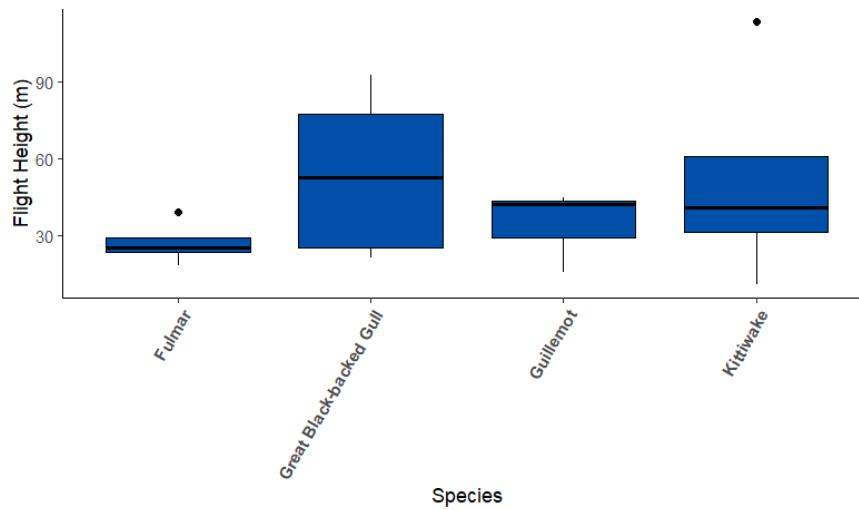 Flight Height (m)
90
60
30
Fulmar
Great Black-backed Gull
Guillemot
Kittiwake
Species